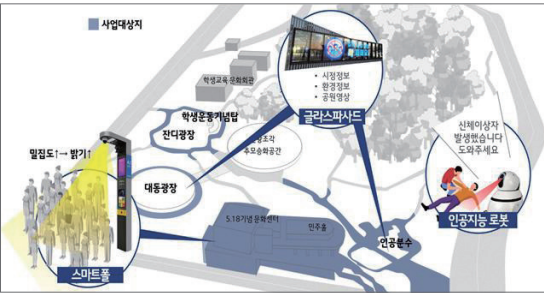 사업대상지
• 시정정보
• 환경정보
• 공원영상
글라스파사드
학생교육 문화회관
학생운동기념탑
잔디광장
추모승화공간
밀집도↑→ 밝기↑
대동광장
신체이상자
발생했습니다
도와주세요
인공지능 로봇
5.18기념 문화센터
민주홀
인공분수
스마트폴